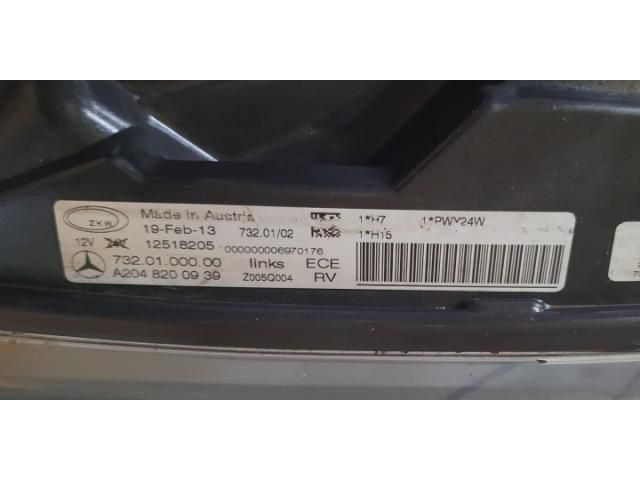 ZKW
Made In Austria
19-Feb-13 732.01/02 1*H7 1*PWY24W
12V 12518205 000000006970176 1*H15
732.01.000.00 links ECE
A204 820 09 39 Z005Q004 RV